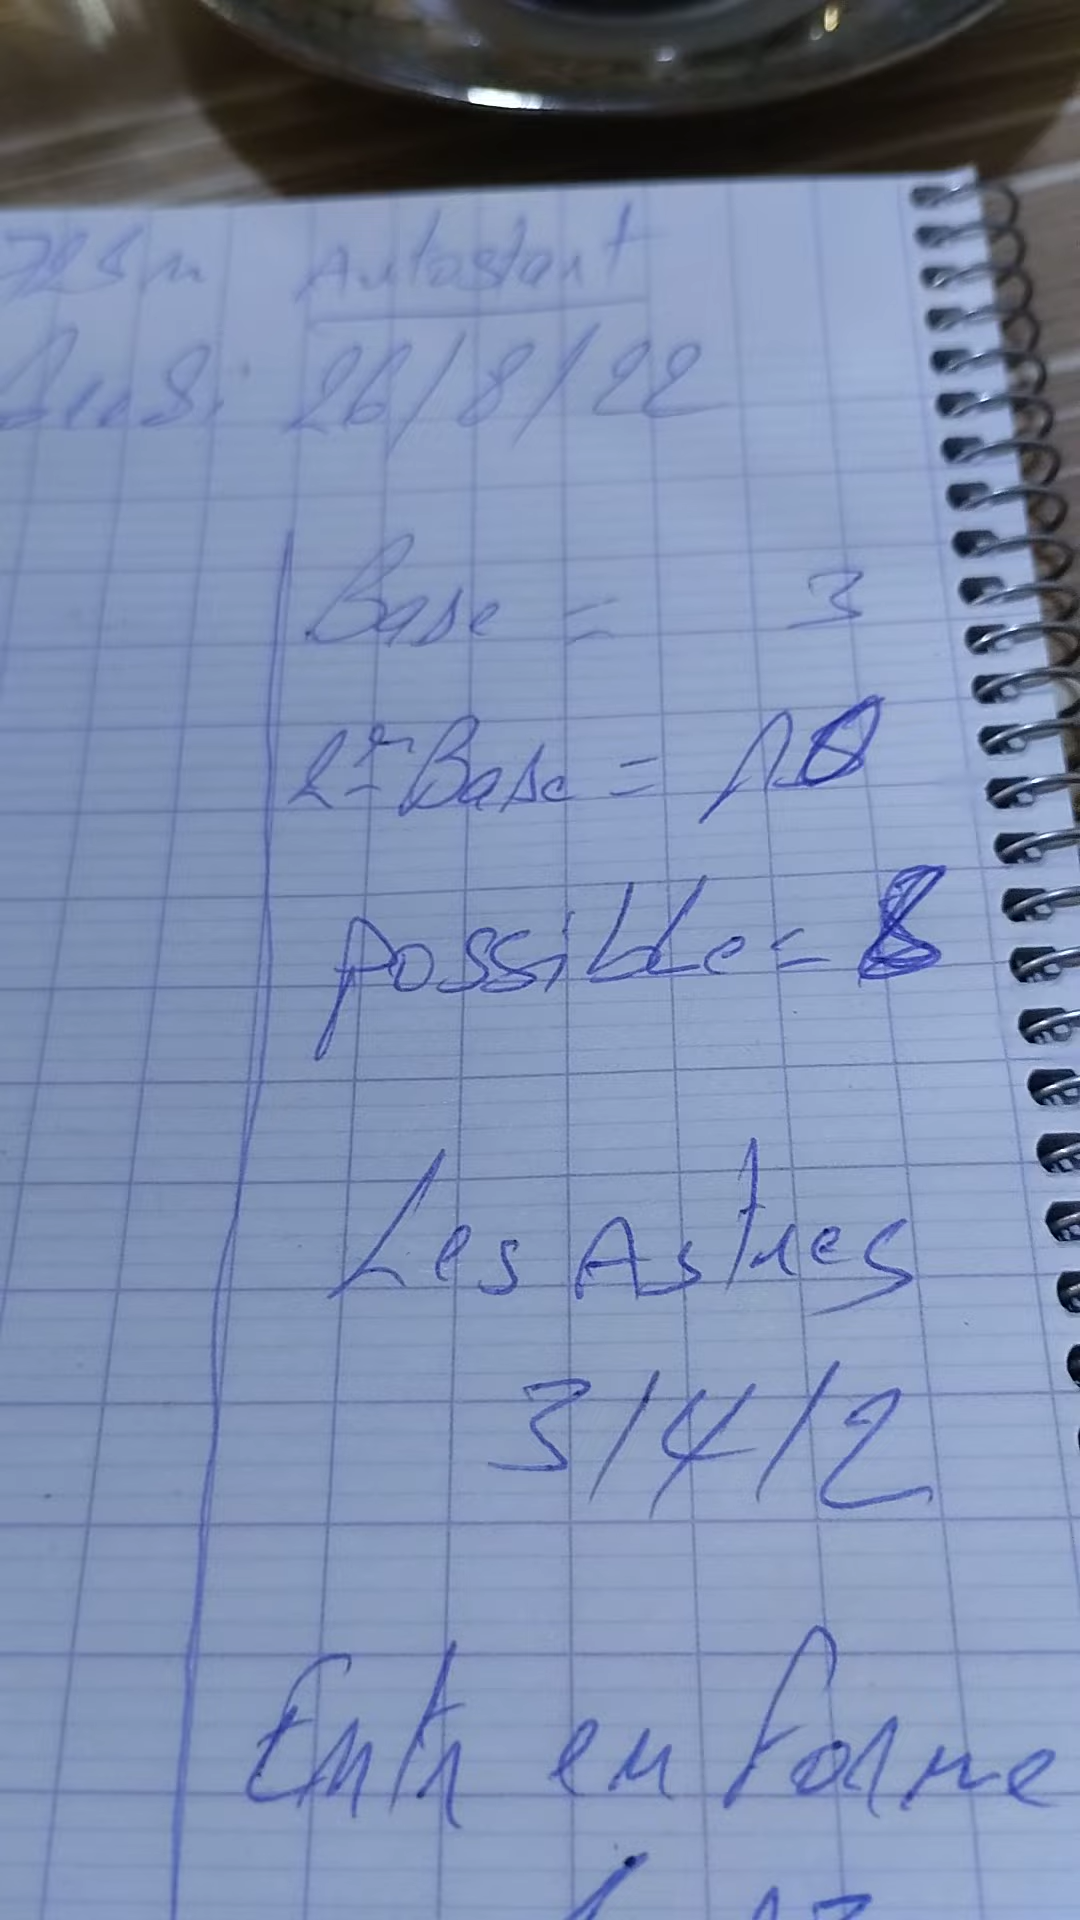 725m Autostart
26/8/22
Base = 3
2e Base = 10
possible = 8
Les Astres
3/4/2
Entr en forme